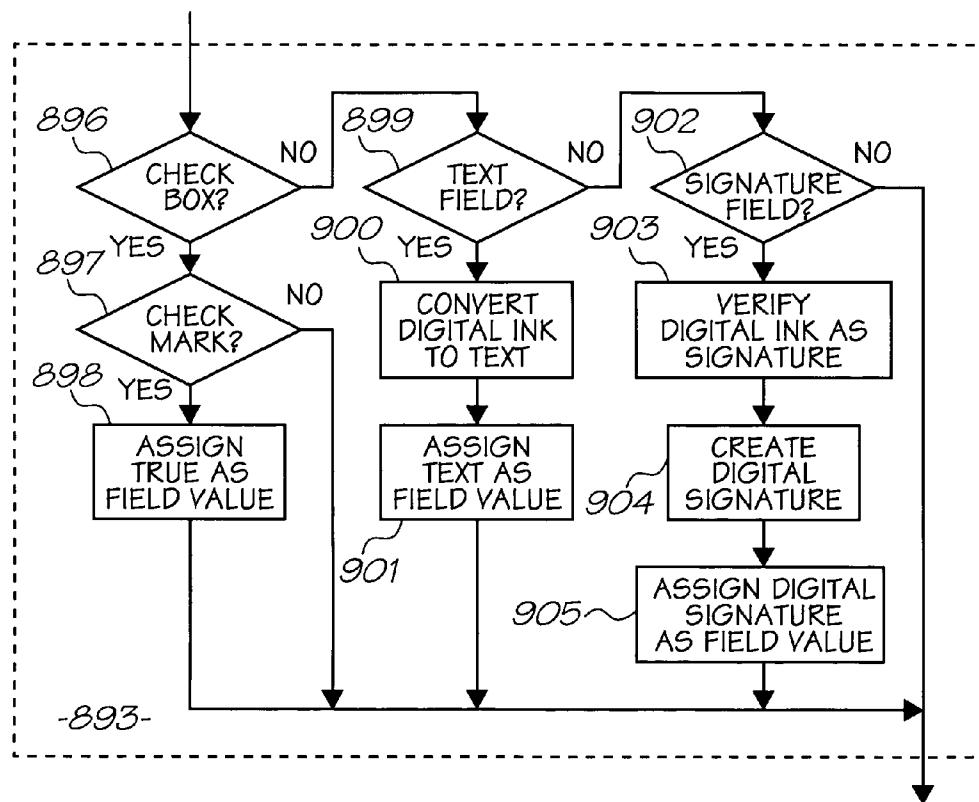 896
CHECK
BOX?
NO
YES
897
CHECK
MARK?
NO
YES
898
ASSIGN
TRUE AS
FIELD VALUE
899
TEXT
FIELD?
NO
YES
900
CONVERT
DIGITAL INK
TO TEXT
ASSIGN
TEXT AS
FIELD VALUE
901
902
SIGNATURE
FIELD?
NO
YES
903
VERIFY
DIGITAL INK AS
SIGNATURE
CREATE
DIGITAL
SIGNATURE
904
ASSIGN DIGITAL
SIGNATURE
AS FIELD VALUE
905
-893-